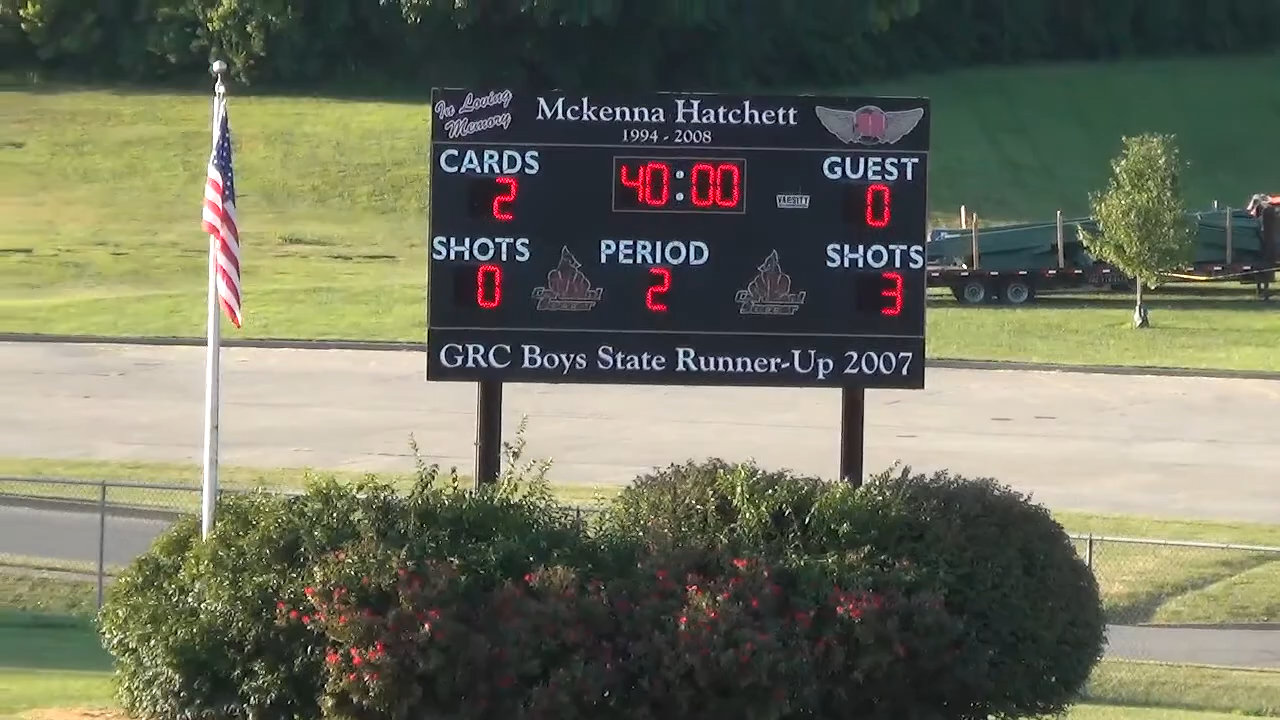 In Loving
Memory
Mckenna Hatchett
1994 - 2008
CARDS
40:00
GUEST
2
VARSITY
0
SHOTS
PERIOD
SHOTS
0
2
3
GRC Boys State Runner-Up 2007